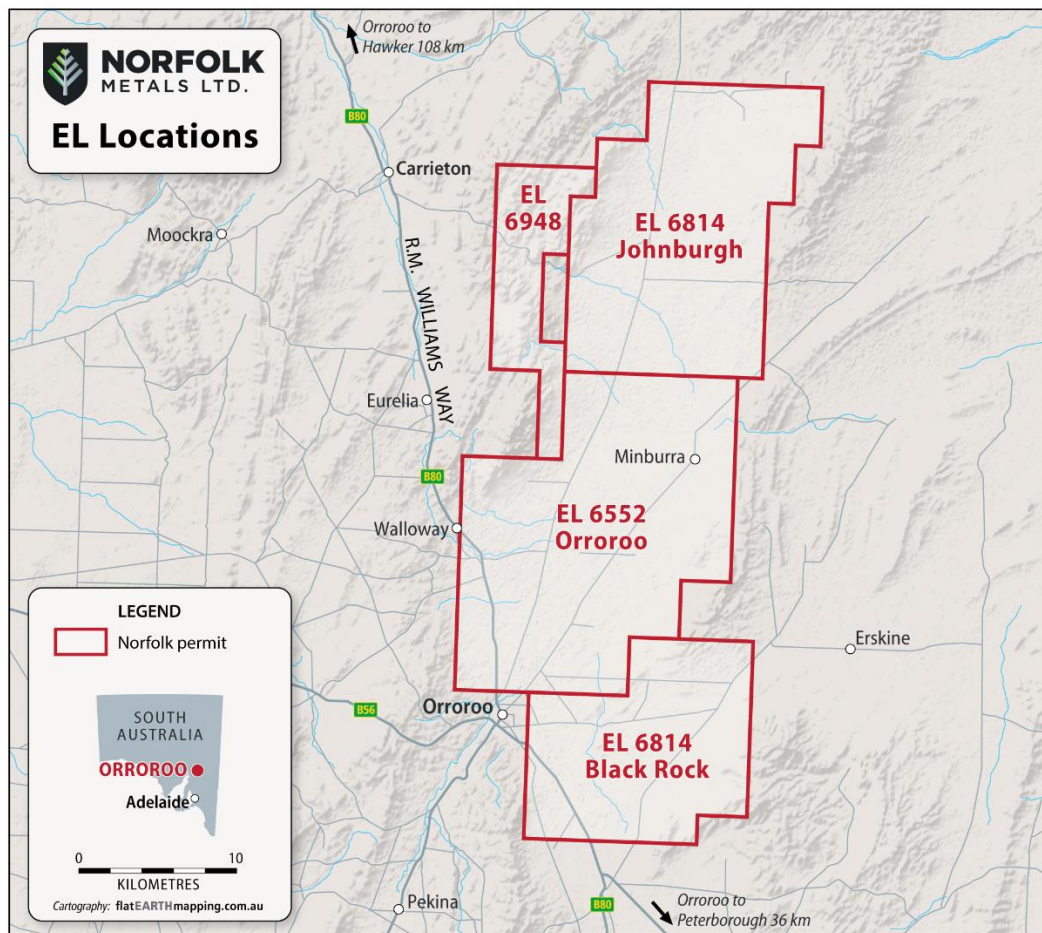 NORFOLK
METALS LTD.
EL Locations
Orroroo to
Hawker 108 km
B80
Carrieton
Moockra
R.M. WILLIAMS WAY
EL
6948
EL 6814
Johnburgh
Eurelia
B80
Minburra
Walloway
EL 6552
Orroroo
Erskine
Orroroo
B56
EL 6814
Black Rock
LEGEND
Norfolk permit
SOUTH
AUSTRALIA
ORROROO
Adelaide
0 10
KILOMETRES
Cartography: flatEARTHmapping.com.au
Pekina
B80
Orroroo to
Peterborough 36 km